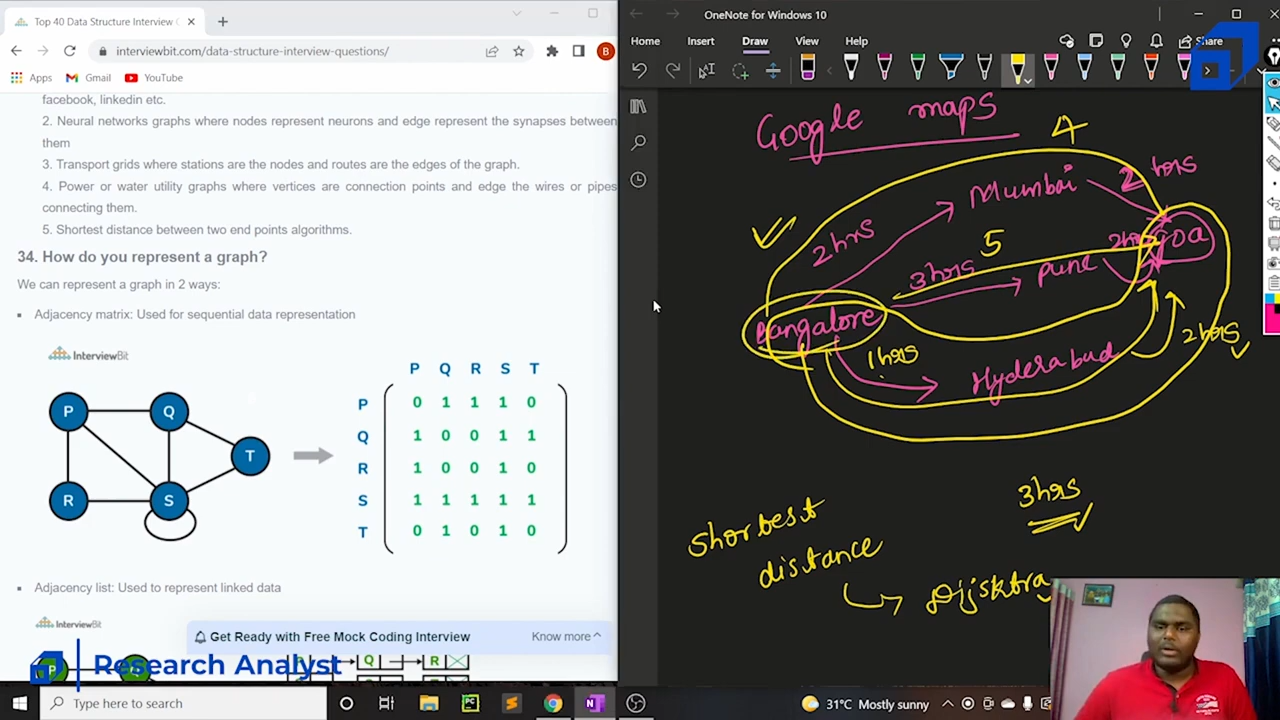 Top 40 Data Structure Interview
interviewbit.com/data-structure-interview-questions/
B
Apps
Gmail
YouTube
facebook, linkedin etc.
2. Neural networks graphs where nodes represent neurons and edge represent the synapses between
them
3. Transport grids where stations are the nodes and routes are the edges of the graph.
4. Power or water utility graphs where vertices are connection points and edge the wires or pipes
connecting them.
5. Shortest distance between two end points algorithms.
34. How do you represent a graph?
We can represent a graph in 2 ways:
Adjacency matrix: Used for sequential data representation
InterviewBit
P Q R S T
P 0 1 1 1 0
Q 1 0 0 1 1
R 1 0 0 1 0
S 1 1 1 1 1
T 0 1 0 1 0
P Q
T
R S
Adjacency list: Used to represent linked data
InterviewBit
Get Ready with Free Mock Coding Interview
Know more
Q R
Research Analyst
OneNote for Windows 10
Share
Home Insert Draw View Help
Google maps
4
Mumbai
2 hrs
2hrs
5
Goa
2hrs
3hrs
Pune
Bangalore
1hrs
2hrs
Hyderabad
3hrs
Shortest
distance
Dijsktra
Type here to search
31°C Mostly sunny